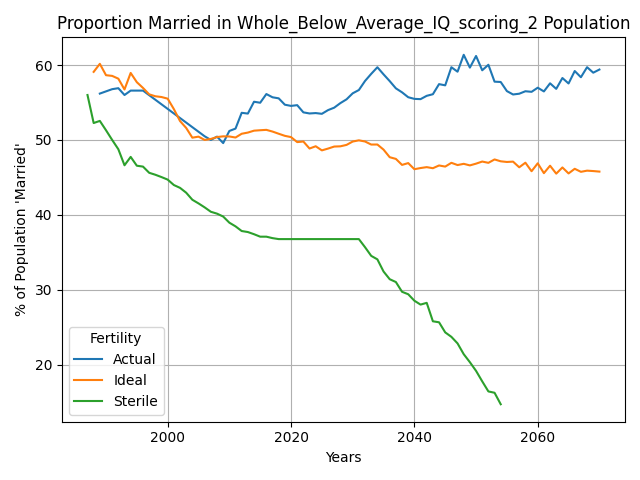 Proportion Married in Whole_Below_Average_IQ_scoring_2 Population
% of Population 'Married'
60
50
40
30
20
Fertility
Actual
Ideal
Sterile
2000
2020
2040
2060
Years